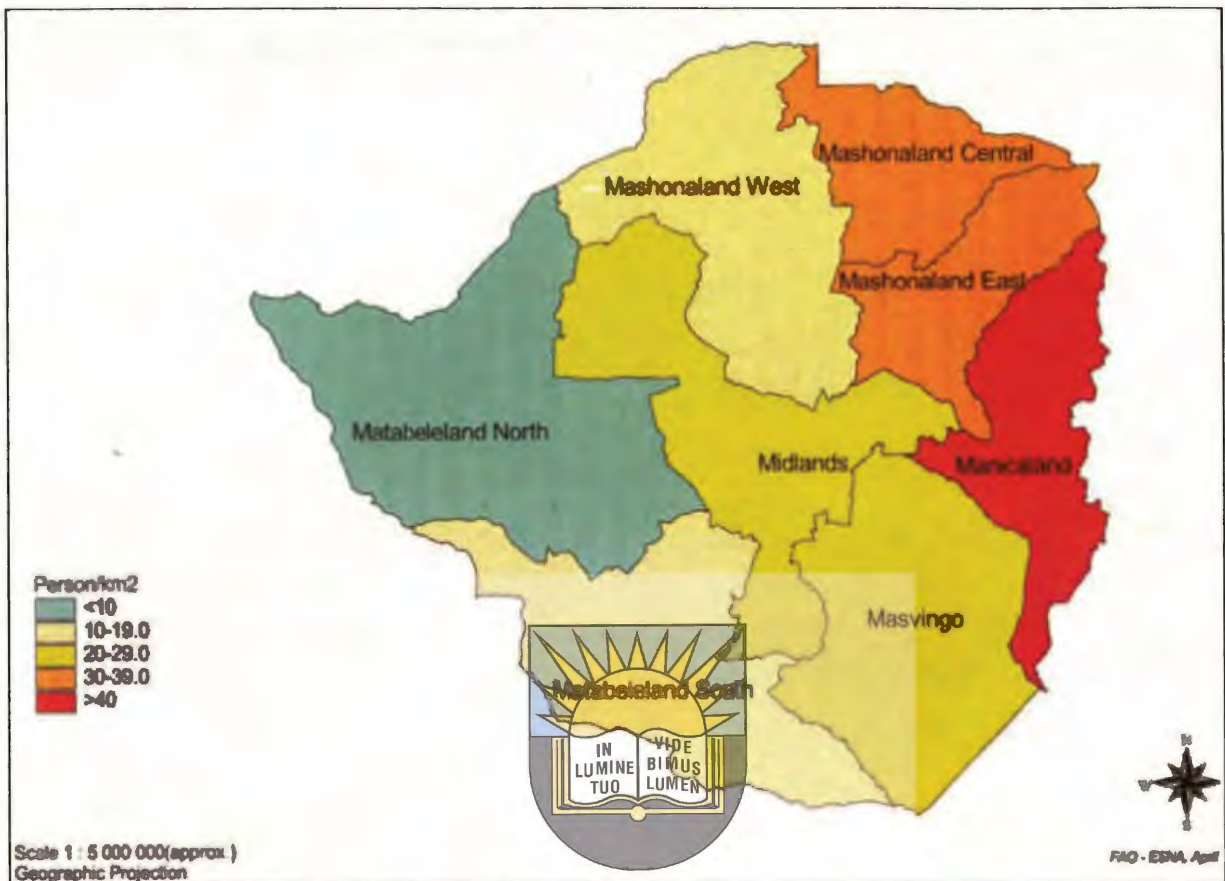 Mashonaland Central
Mashonaland West
Mashonaland East
Matabeleland North
Midlands
Manicaland
Masvingo
Matabeleland South
Person/km2
<10
10-19.0
20-29.0
30-39.0
>40
IN
LUMINE
TUO
VIDE
BIMUS
LUMEN
N
W
S
Scale 1 : 5 000 000(approx.)
Geographic Projection
FAO - ESNA, April